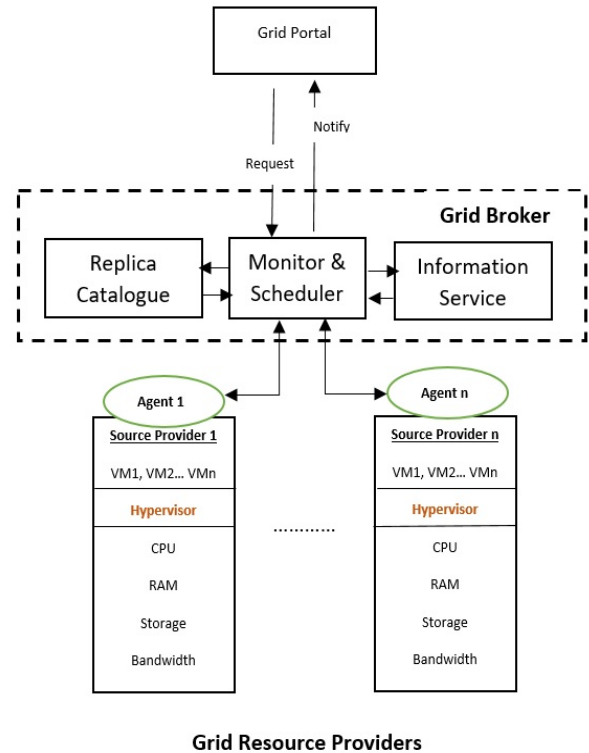 Grid Portal
Notify
Request
Grid Broker
Replica
Catalogue
Monitor &
Scheduler
Information
Service
Agent 1
Source Provider 1
VM1, VM2... VMn
Hypervisor
CPU
RAM
Storage
Bandwidth
............
Agent n
Source Provider n
VM1, VM2... VMn
Hypervisor
CPU
RAM
Storage
Bandwidth
Grid Resource Providers